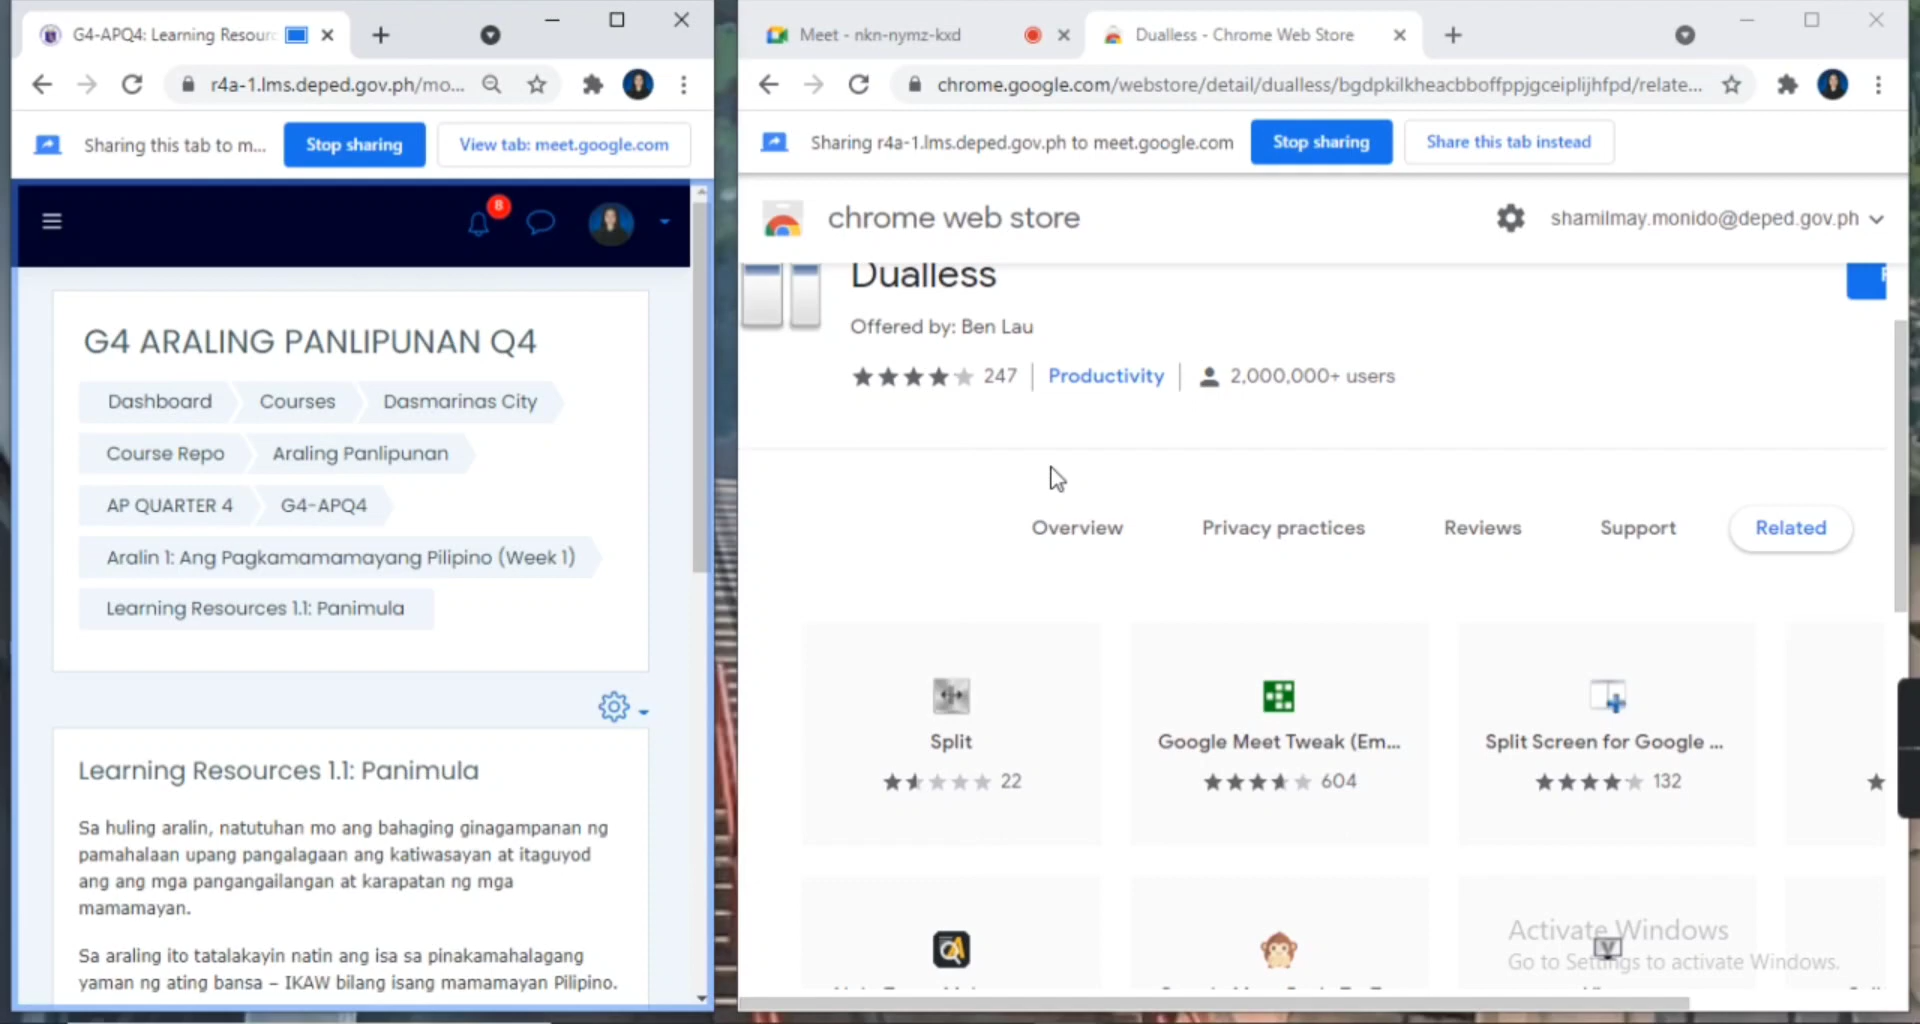 G4-APQ4: Learning Resourc
r4a-1.lms.deped.gov.ph/mo...
Sharing this tab to m...
Stop sharing
View tab: meet.google.com
8
G4 ARALING PANLIPUNAN Q4
Dashboard
Courses
Dasmarinas City
Course Repo
Araling Panlipunan
AP QUARTER 4
G4-APQ4
Aralin 1: Ang Pagkamamamayang Pilipino (Week 1)
Learning Resources 1.1: Panimula
Learning Resources 1.1: Panimula
Sa huling aralin, natutuhan mo ang bahaging ginagampanan ng
pamahalaan upang pangalagaan ang katiwasayan at itaguyod
ang ang mga pangangailangan at karapatan ng mga
mamamayan.
Sa araling ito tatalakayin natin ang isa sa pinakamahalagang
yaman ng ating bansa – IKAW bilang isang mamamayan Pilipino.
Meet - nkn-nymz-kxd
Dualless - Chrome Web Store
chrome.google.com/webstore/detail/dualless/bgdpkilkheacbboffppjgceiplijhfpd/relate...
Sharing r4a-1.lms.deped.gov.ph to meet.google.com
Stop sharing
Share this tab instead
chrome web store
shamilmay.monido@deped.gov.ph
Dualless
Offered by: Ben Lau
247
Productivity
2,000,000+ users
Overview
Privacy practices
Reviews
Support
Related
Split
22
Google Meet Tweak (Em...
604
Split Screen for Google ...
132
Activate Windows
Go to Settings to activate Windows.